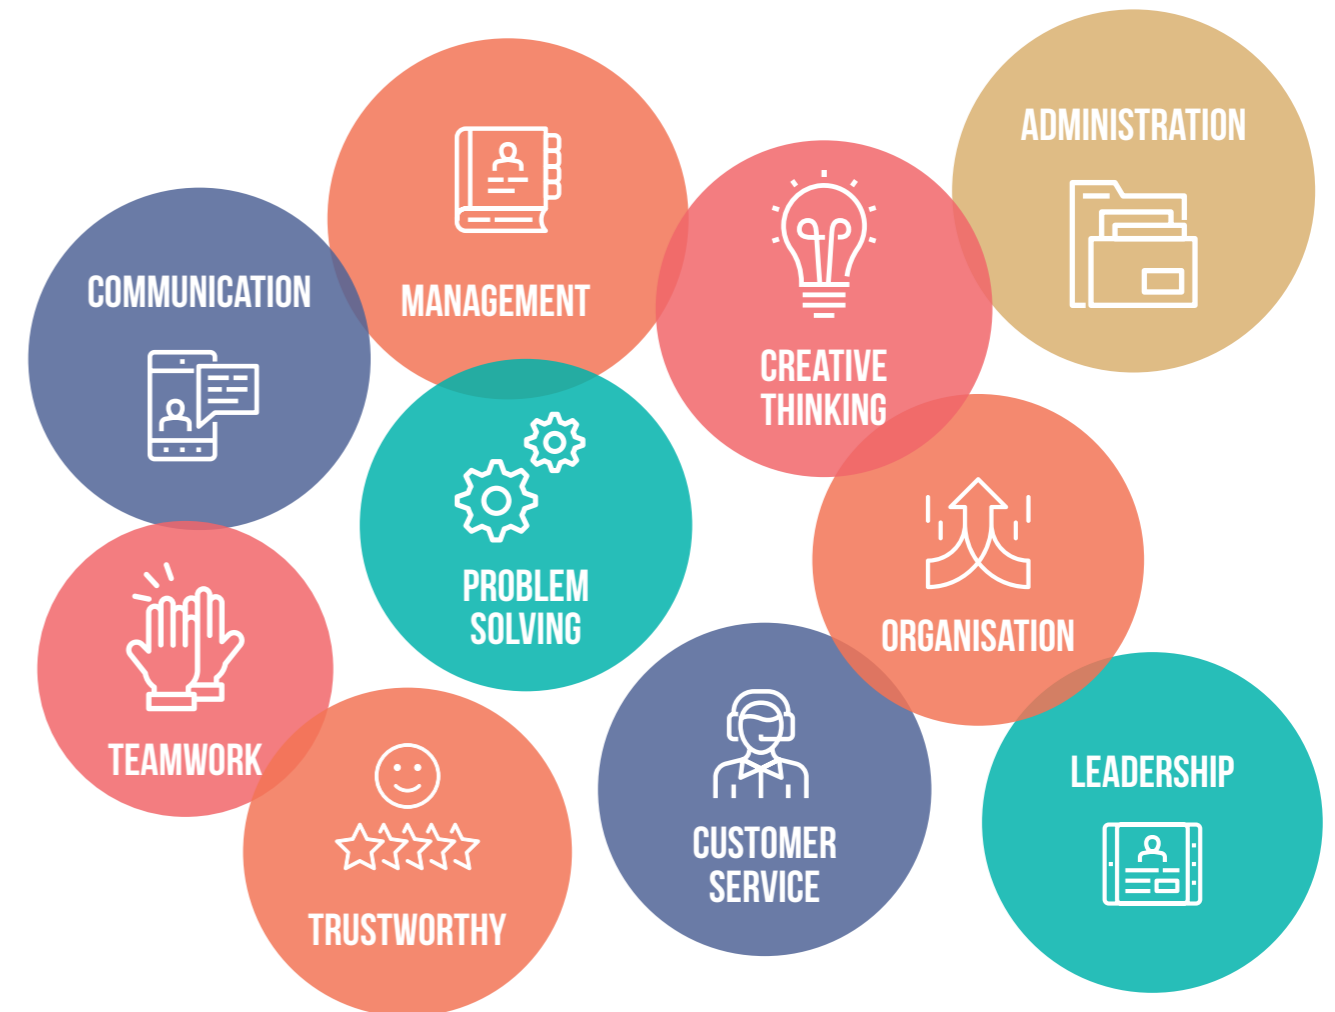 ADMINISTRATION
COMMUNICATION
MANAGEMENT
CREATIVE
THINKING
PROBLEM
SOLVING
ORGANISATION
TEAMWORK
LEADERSHIP
CUSTOMER
SERVICE
TRUSTWORTHY